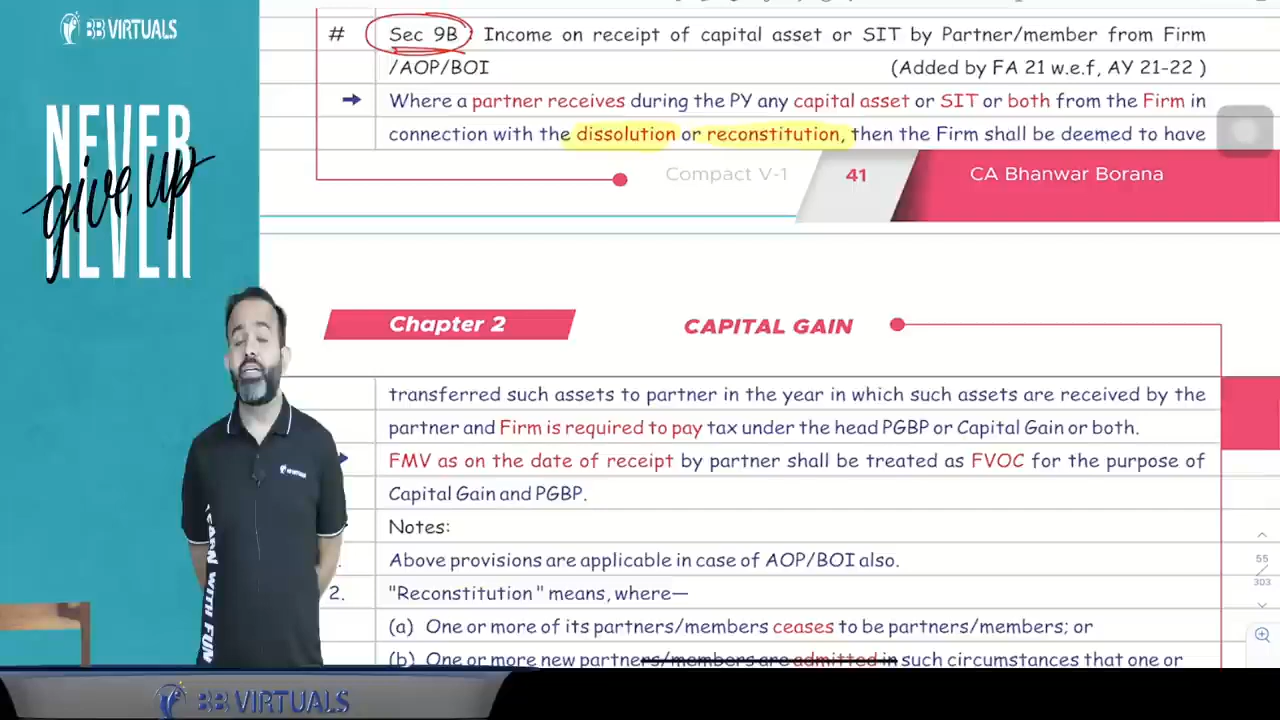 BB VIRTUALS
NEVER
give up
NEVER
# Sec 9B Income on receipt of capital asset or SIT by Partner/member from Firm
/AOP/BOI (Added by FA 21 w.e.f, AY 21-22 )
Where a partner receives during the PY any capital asset or SIT or both from the Firm in
connection with the dissolution or reconstitution, then the Firm shall be deemed to have
Compact V-1 41 CA Bhanwar Borana
Chapter 2 CAPITAL GAIN
transferred such assets to partner in the year in which such assets are received by the
partner and Firm is required to pay tax under the head PGBP or Capital Gain or both.
FMV as on the date of receipt by partner shall be treated as FVOC for the purpose of
Capital Gain and PGBP.
Notes:
Above provisions are applicable in case of AOP/BOI also.
2. "Reconstitution " means, where—
(a) One or more of its partners/members ceases to be partners/members; or
(b) One or more new partners/members are admitted in such circumstances that one or
55
303
LEARN WITH FUN
BB VIRTUALS